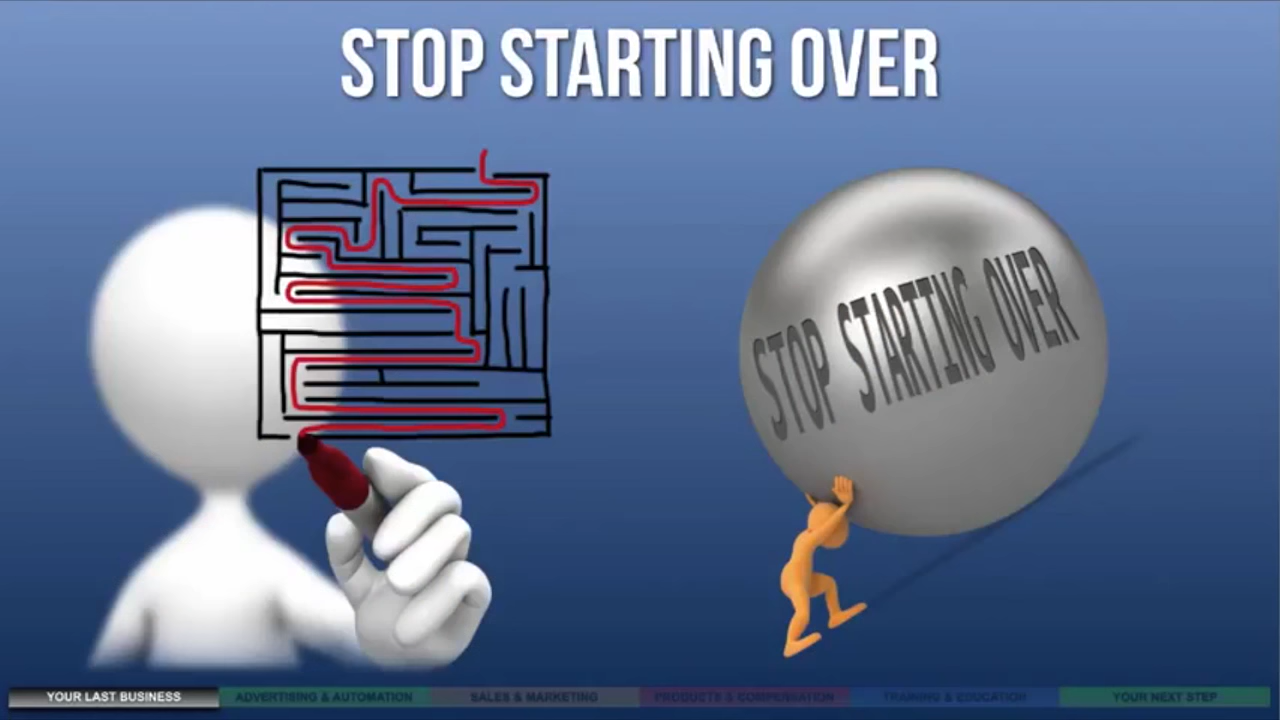 STOP STARTING OVER
STOP STARTING OVER
YOUR LAST BUSINESS ADVERTISING & AUTOMATION SALES & MARKETING PRODUCTS & COMPENSATION TRAINING & EDUCATION YOUR NEXT STEP